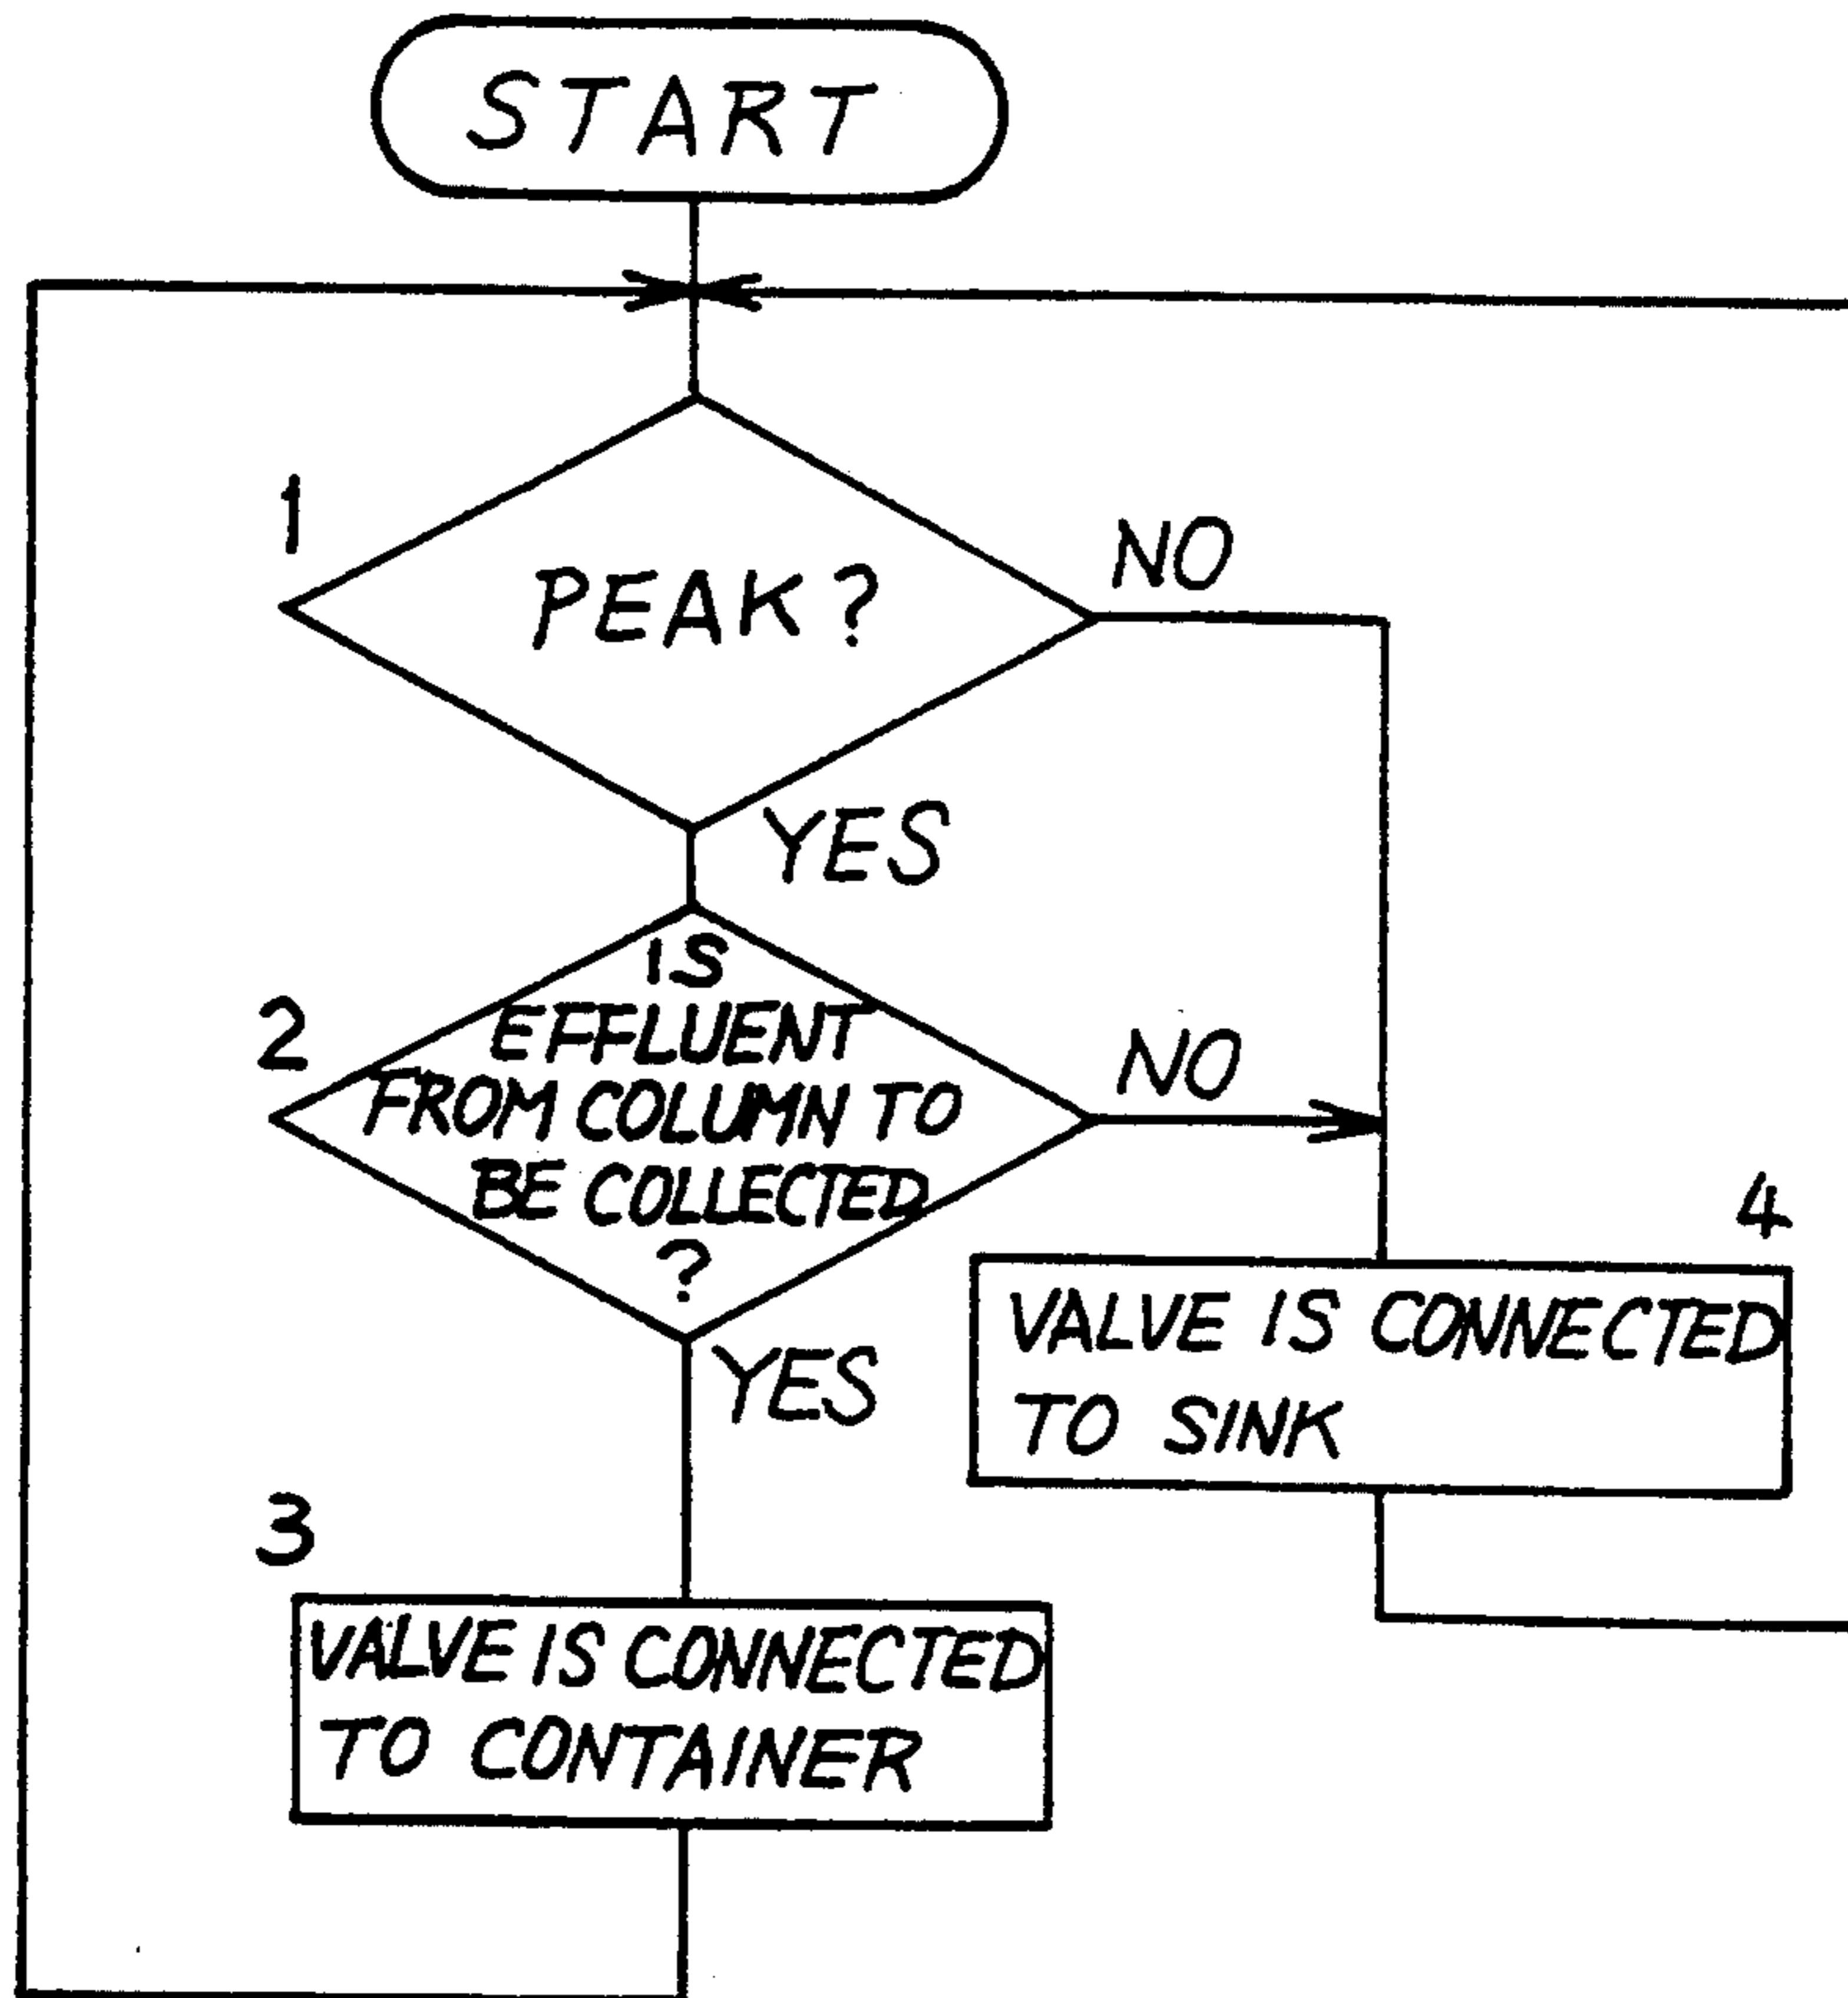 START
1
PEAK?
NO
YES
2
IS
EFFLUENT
FROM COLUMN TO
BE COLLECTED
?
NO
YES
4
VALVE IS CONNECTED
TO SINK
3
VALVE IS CONNECTED
TO CONTAINER